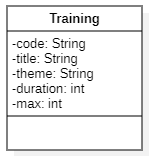 Training
-code: String
-title: String
-theme: String
-duration: int
-max: int